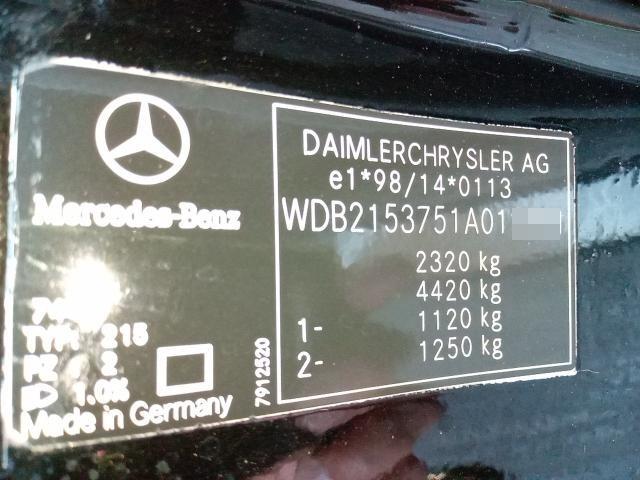 Mercedes-Benz
TYP 215
PZ 2
1.0%
Made in Germany
7912520
DAIMLERCHRYSLER AG
e1*98/14*0113
WDB2153751A01
2320 kg
4420 kg
1- 1120 kg
2- 1250 kg